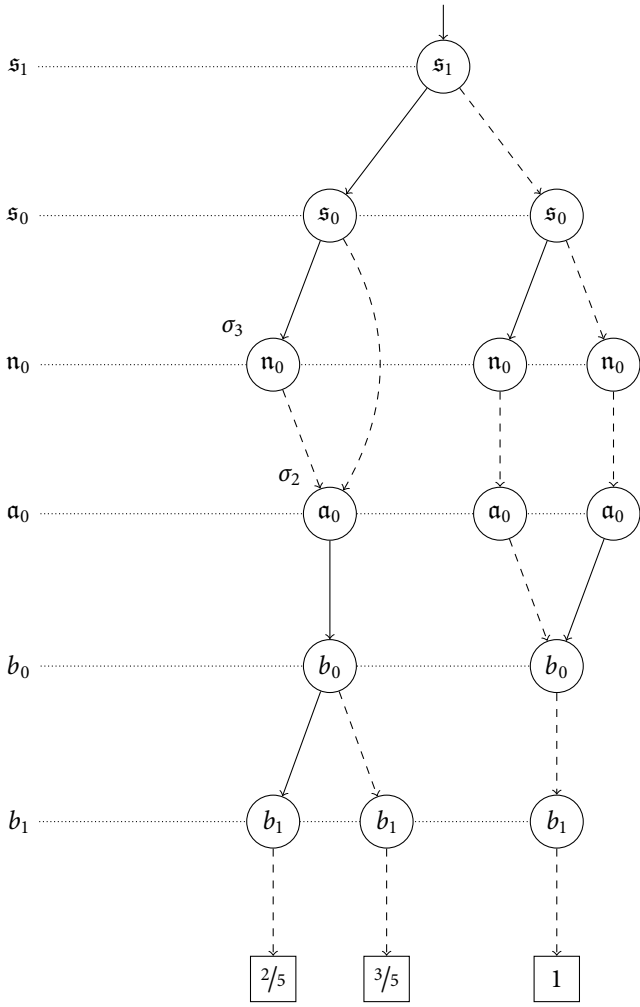 𝔰₁ 𝔰₁
𝔰₀ 𝔰₀ 𝔰₀
σ₃
𝔫₀ 𝔫₀ 𝔫₀ 𝔫₀
σ₂
𝔞₀ 𝔞₀ 𝔞₀ 𝔞₀
b₀ b₀ b₀
b₁ b₁ b₁ b₁
2/5 3/5 1